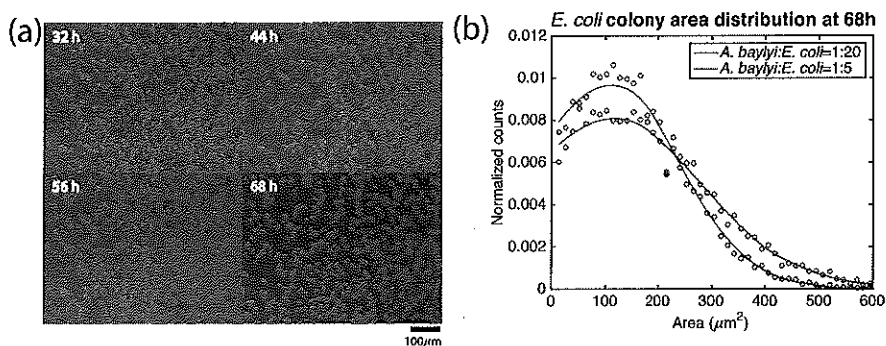 (a)
32 h
44 h
56 h
68 h
100μm
(b)
E. coli colony area distribution at 68h
A. baylyi:E. coli=1:20
A. baylyi:E. coli=1:5
Normalized counts
0.012
0.01
0.008
0.006
0.004
0.002
0
0
100
200
300
400
500
600
Area (μm²)